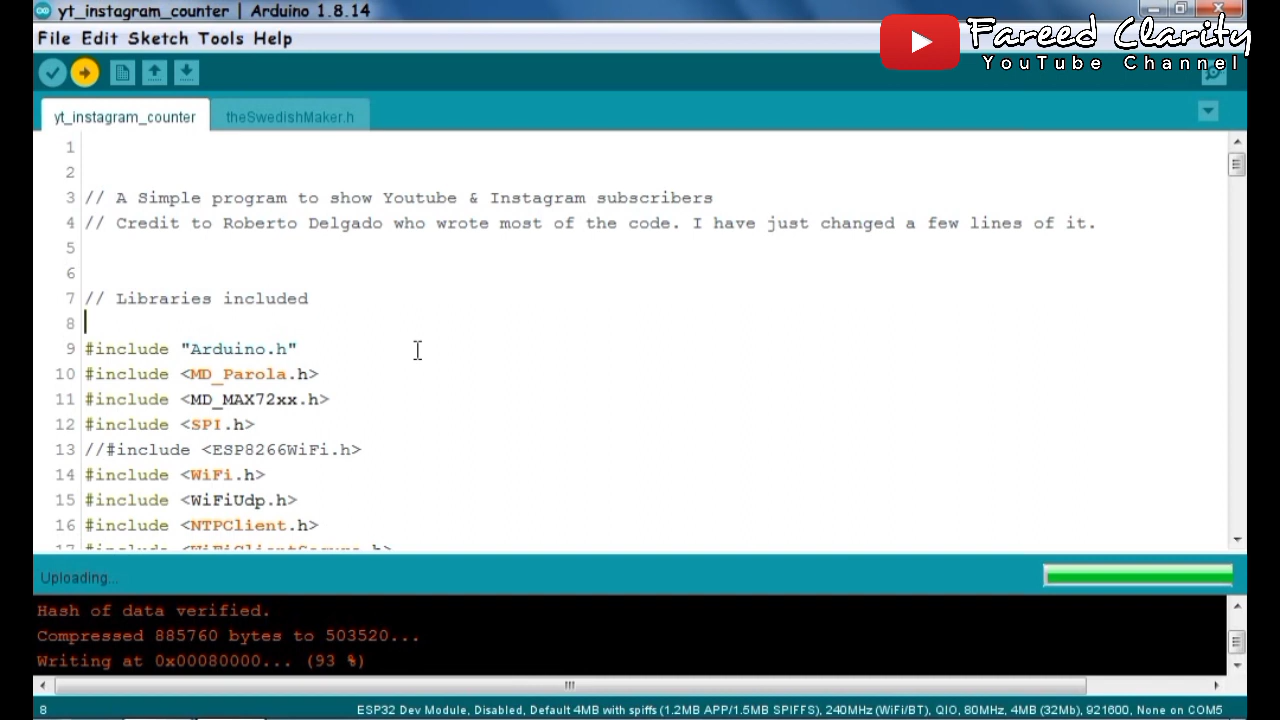 yt_instagram_counter | Arduino 1.8.14
Fareed Clarity
YouTube Channel
File Edit Sketch Tools Help
yt_instagram_counter
theSwedishMaker.h
1
2
3 // A Simple program to show Youtube & Instagram subscribers
4 // Credit to Roberto Delgado who wrote most of the code. I have just changed a few lines of it.
5
6
7 // Libraries included
8
9 #include "Arduino.h"
10 #include <MD_Parola.h>
11 #include <MD_MAX72xx.h>
12 #include <SPI.h>
13 //#include <ESP8266WiFi.h>
14 #include <WiFi.h>
15 #include <WiFiUdp.h>
16 #include <NTPClient.h>
17 #include <WiFiClientSecure.h>
Uploading...
Hash of data verified.
Compressed 885760 bytes to 503520...
Writing at 0x00080000... (93 %)
8
ESP32 Dev Module, Disabled, Default 4MB with spiffs (1.2MB APP/1.5MB SPIFFS), 240MHz (WiFi/BT), QIO, 80MHz, 4MB (32Mb), 921600, None on COM5